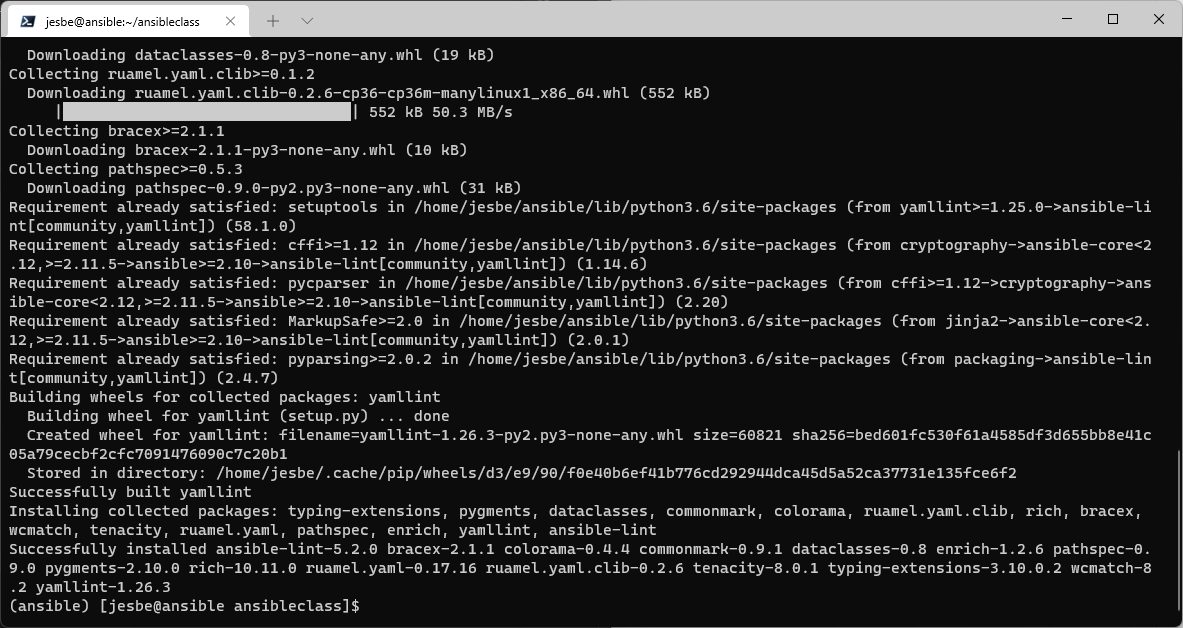 jesbe@ansible:~/ansibleclass
Downloading dataclasses-0.8-py3-none-any.whl (19 kB)
Collecting ruamel.yaml.clib>=0.1.2
Downloading ruamel.yaml.clib-0.2.6-cp36-cp36m-manylinux1_x86_64.whl (552 kB)
| | 552 kB 50.3 MB/s
Collecting bracex>=2.1.1
Downloading bracex-2.1.1-py3-none-any.whl (10 kB)
Collecting pathspec>=0.5.3
Downloading pathspec-0.9.0-py2.py3-none-any.whl (31 kB)
Requirement already satisfied: setuptools in /home/jesbe/ansible/lib/python3.6/site-packages (from yamllint>=1.25.0->ansible-li
nt[community,yamllint]) (58.1.0)
Requirement already satisfied: cffi>=1.12 in /home/jesbe/ansible/lib/python3.6/site-packages (from cryptography->ansible-core<2
.12,>=2.11.5->ansible>=2.10->ansible-lint[community,yamllint]) (1.14.6)
Requirement already satisfied: pycparser in /home/jesbe/ansible/lib/python3.6/site-packages (from cffi>=1.12->cryptography->ans
ible-core<2.12,>=2.11.5->ansible>=2.10->ansible-lint[community,yamllint]) (2.20)
Requirement already satisfied: MarkupSafe>=2.0 in /home/jesbe/ansible/lib/python3.6/site-packages (from jinja2->ansible-core<2.
12,>=2.11.5->ansible>=2.10->ansible-lint[community,yamllint]) (2.0.1)
Requirement already satisfied: pyparsing>=2.0.2 in /home/jesbe/ansible/lib/python3.6/site-packages (from packaging->ansible-lin
t[community,yamllint]) (2.4.7)
Building wheels for collected packages: yamllint
Building wheel for yamllint (setup.py) ... done
Created wheel for yamllint: filename=yamllint-1.26.3-py2.py3-none-any.whl size=60821 sha256=bed601fc530f61a4585df3d655bb8e41c
05a79cecbf2cfc7091476090c7c20b1
Stored in directory: /home/jesbe/.cache/pip/wheels/d3/e9/90/f0e40b6ef41b776cd292944dca45d5a52ca37731e135fce6f2
Successfully built yamllint
Installing collected packages: typing-extensions, pygments, dataclasses, commonmark, colorama, ruamel.yaml.clib, rich, bracex,
wcmatch, tenacity, ruamel.yaml, pathspec, enrich, yamllint, ansible-lint
Successfully installed ansible-lint-5.2.0 bracex-2.1.1 colorama-0.4.4 commonmark-0.9.1 dataclasses-0.8 enrich-1.2.6 pathspec-0.
9.0 pygments-2.10.0 rich-10.11.0 ruamel.yaml-0.17.16 ruamel.yaml.clib-0.2.6 tenacity-8.0.1 typing-extensions-3.10.0.2 wcmatch-8
.2 yamllint-1.26.3
(ansible) [jesbe@ansible ansibleclass]$